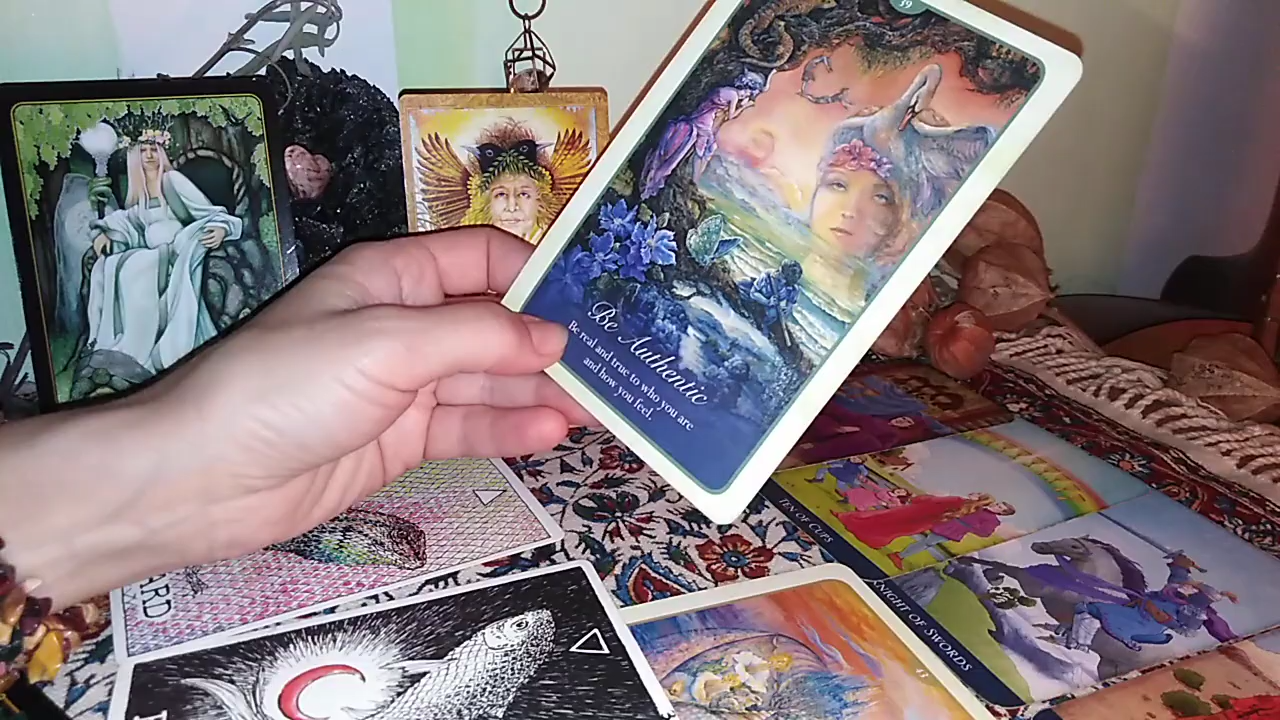 39
Be Authentic
Be real and true to who you are
and how you feel.
TEN OF CUPS
KNIGHT OF SWORDS